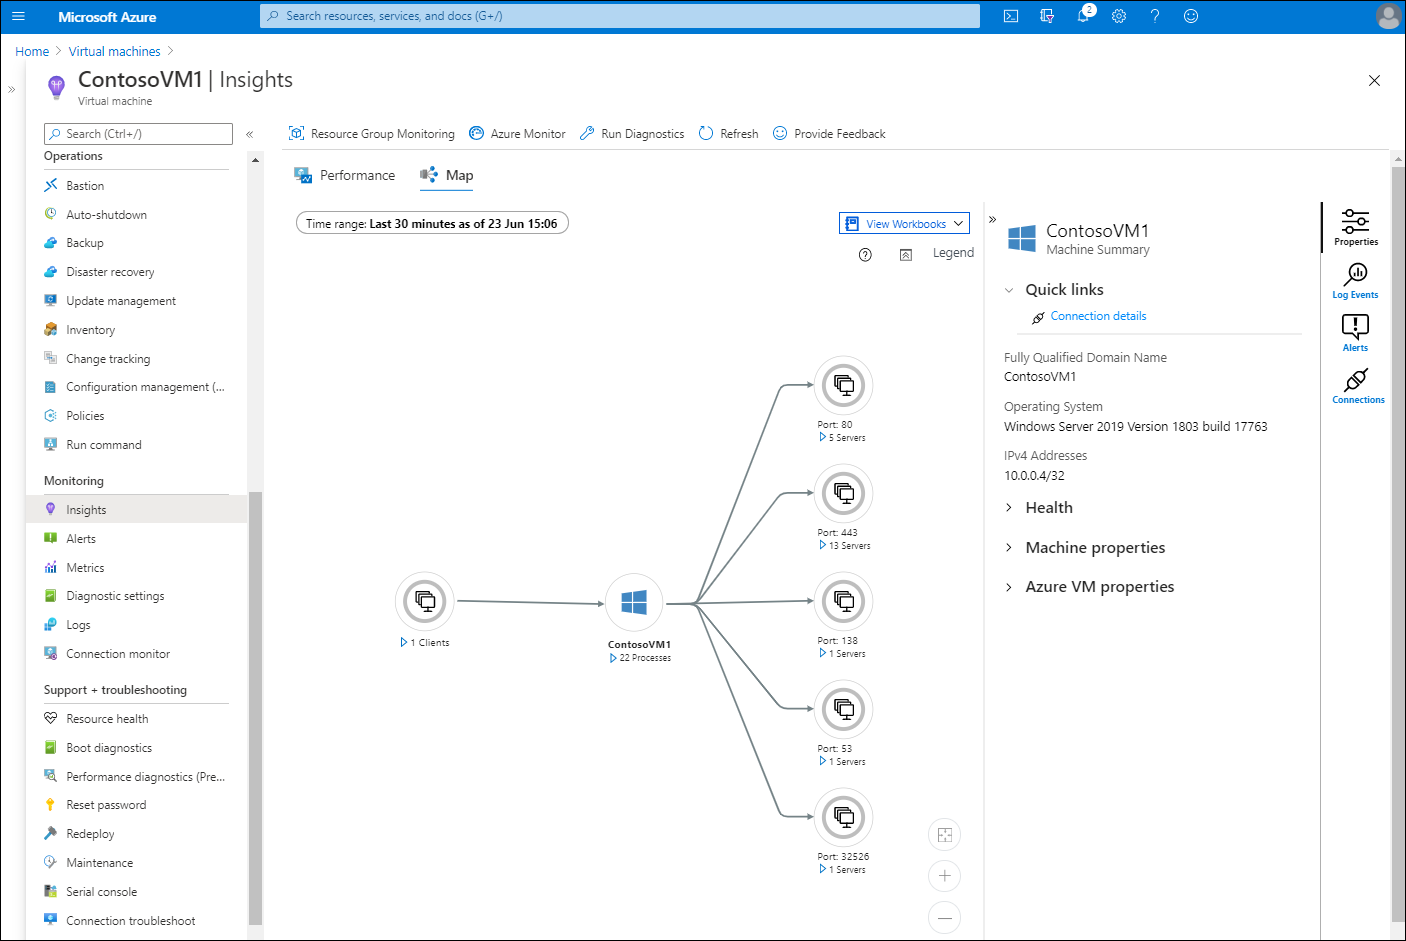 Microsoft Azure
Search resources, services, and docs (G+/)
2
Home > Virtual machines >
ContosoVM1 | Insights
Virtual machine
Search (Ctrl+/)
Operations
Bastion
Auto-shutdown
Backup
Disaster recovery
Update management
Inventory
Change tracking
Configuration management (...
Policies
Run command
Monitoring
Insights
Alerts
Metrics
Diagnostic settings
Logs
Connection monitor
Support + troubleshooting
Resource health
Boot diagnostics
Performance diagnostics (Pre...
Reset password
Redeploy
Maintenance
Serial console
Connection troubleshoot
Resource Group Monitoring
Azure Monitor
Run Diagnostics
Refresh
Provide Feedback
Performance
Map
Time range: Last 30 minutes as of 23 Jun 15:06
View Workbooks
Legend
1 Clients
ContosoVM1
22 Processes
Port: 80
5 Servers
Port: 443
13 Servers
Port: 138
1 Servers
Port: 53
1 Servers
Port: 32526
1 Servers
ContosoVM1
Machine Summary
Quick links
Connection details
Fully Qualified Domain Name
ContosoVM1
Operating System
Windows Server 2019 Version 1803 build 17763
IPv4 Addresses
10.0.0.4/32
Health
Machine properties
Azure VM properties
Properties
Log Events
Alerts
Connections